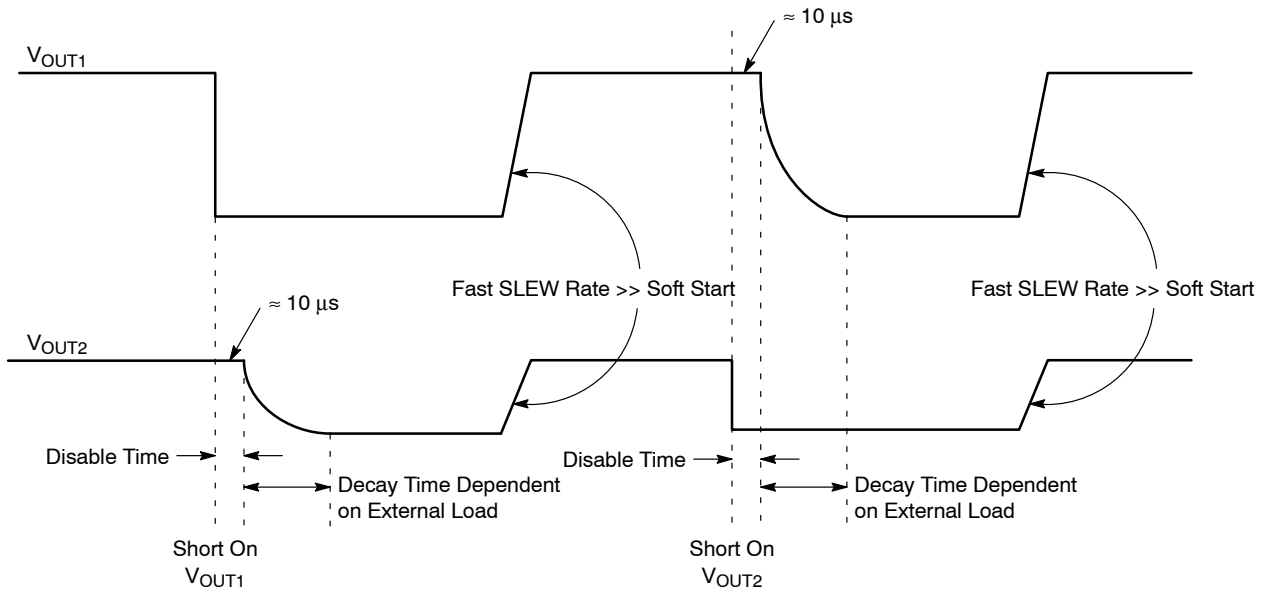 ≈ 10 μs
VOUT1
Fast SLEW Rate >> Soft Start
Fast SLEW Rate >> Soft Start
≈ 10 μs
VOUT2
Disable Time
Disable Time
Decay Time Dependent
on External Load
Decay Time Dependent
on External Load
Short On
VOUT1
Short On
VOUT2